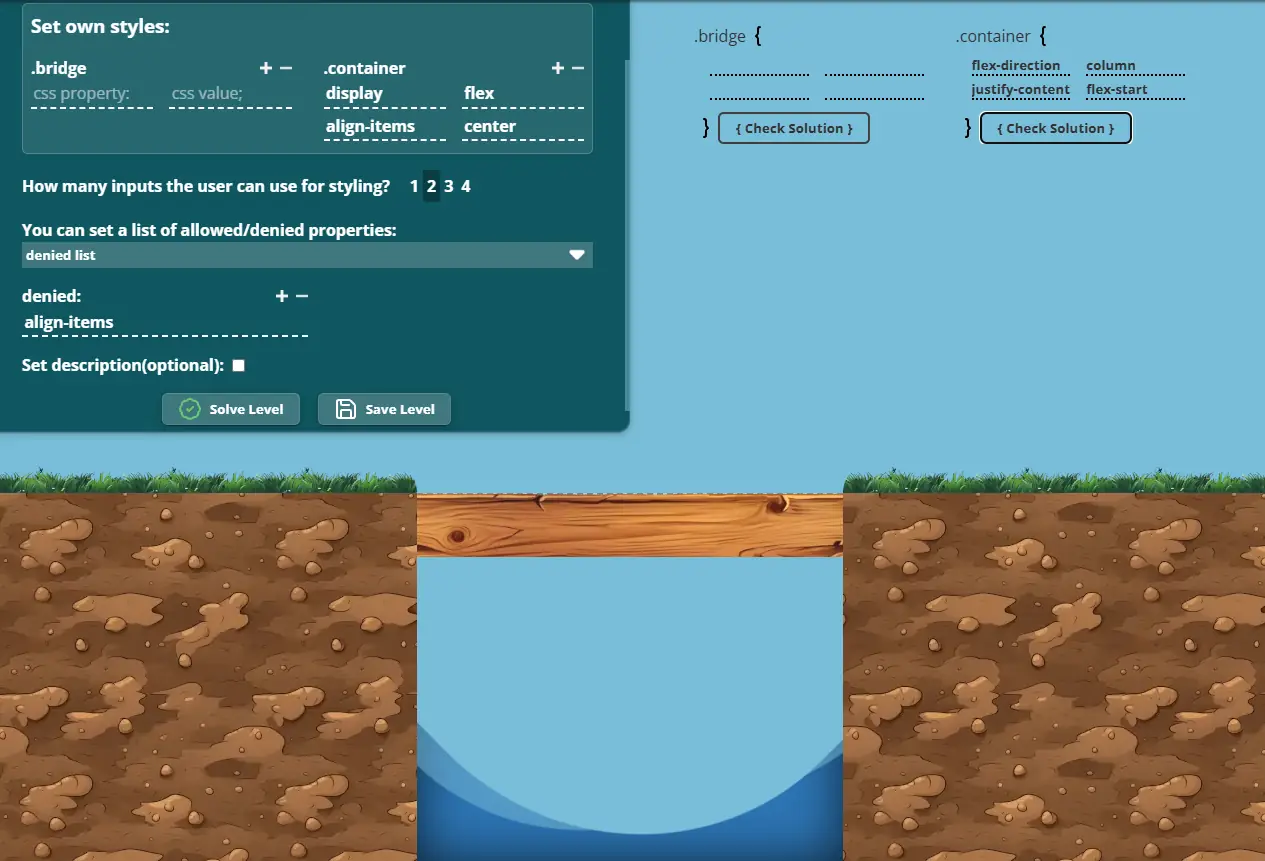 Set own styles:
.bridge + −
css property: css value;
.container + −
display flex
align-items center
How many inputs the user can use for styling? 1 2 3 4
You can set a list of allowed/denied properties:
denied list
denied: + −
align-items
Set description(optional):
Solve Level Save Level
.bridge {
} { Check Solution }
.container {
flex-direction column
justify-content flex-start
} { Check Solution }